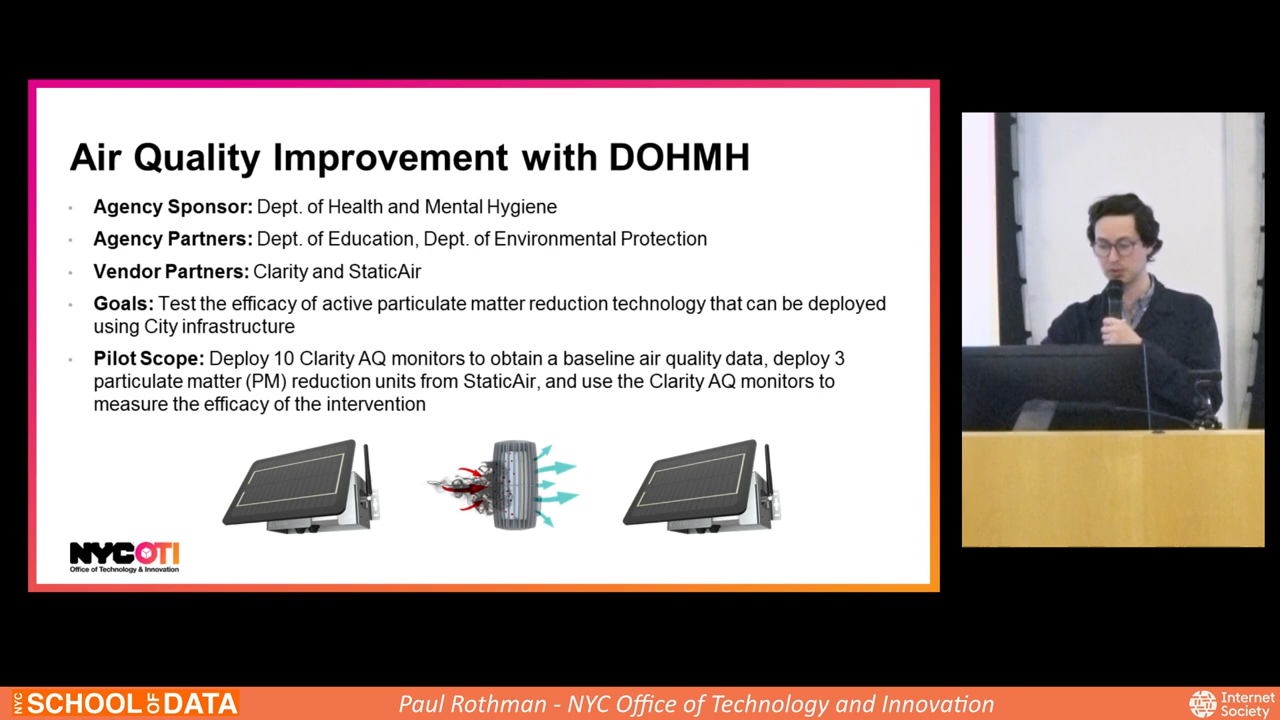 Air Quality Improvement with DOHMH
• Agency Sponsor: Dept. of Health and Mental Hygiene
• Agency Partners: Dept. of Education, Dept. of Environmental Protection
• Vendor Partners: Clarity and StaticAir
• Goals: Test the efficacy of active particulate matter reduction technology that can be deployed
using City infrastructure
• Pilot Scope: Deploy 10 Clarity AQ monitors to obtain a baseline air quality data, deploy 3
particulate matter (PM) reduction units from StaticAir, and use the Clarity AQ monitors to
measure the efficacy of the intervention
NYCOTI
Office of Technology & Innovation
NYC SCHOOL OF DATA
Paul Rothman - NYC Office of Technology and Innovation
Internet
Society